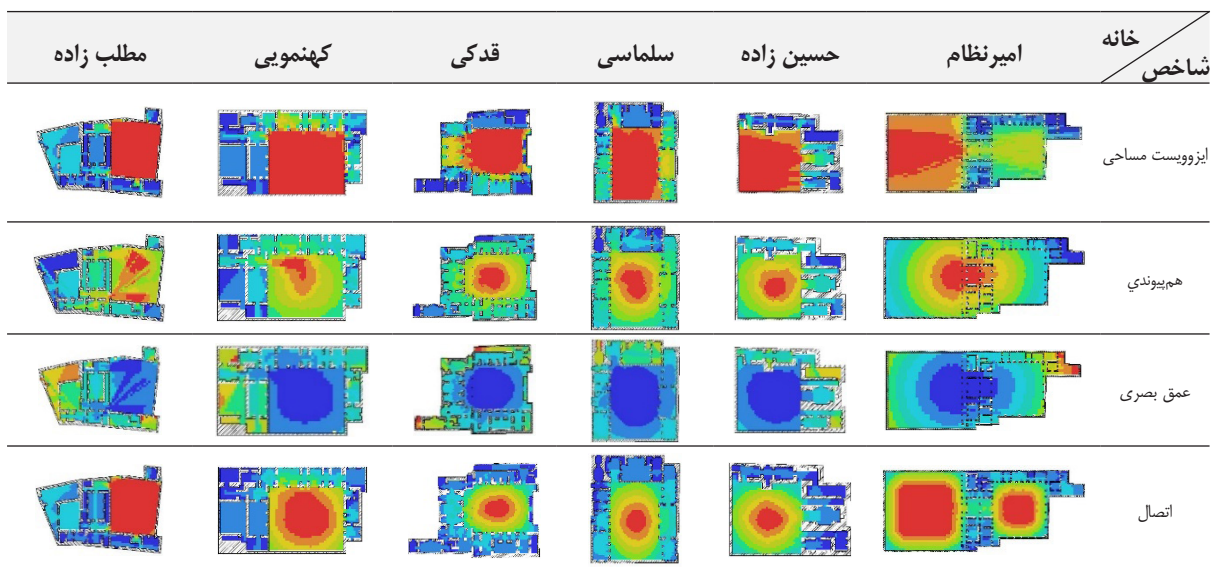 خانه
شاخص
امیرنظام
حسین زاده
سلماسی
قدکی
کهنمویی
مطلب زاده
ایزوویست مساحی
هم‌پیوندي
عمق بصری
اتصال